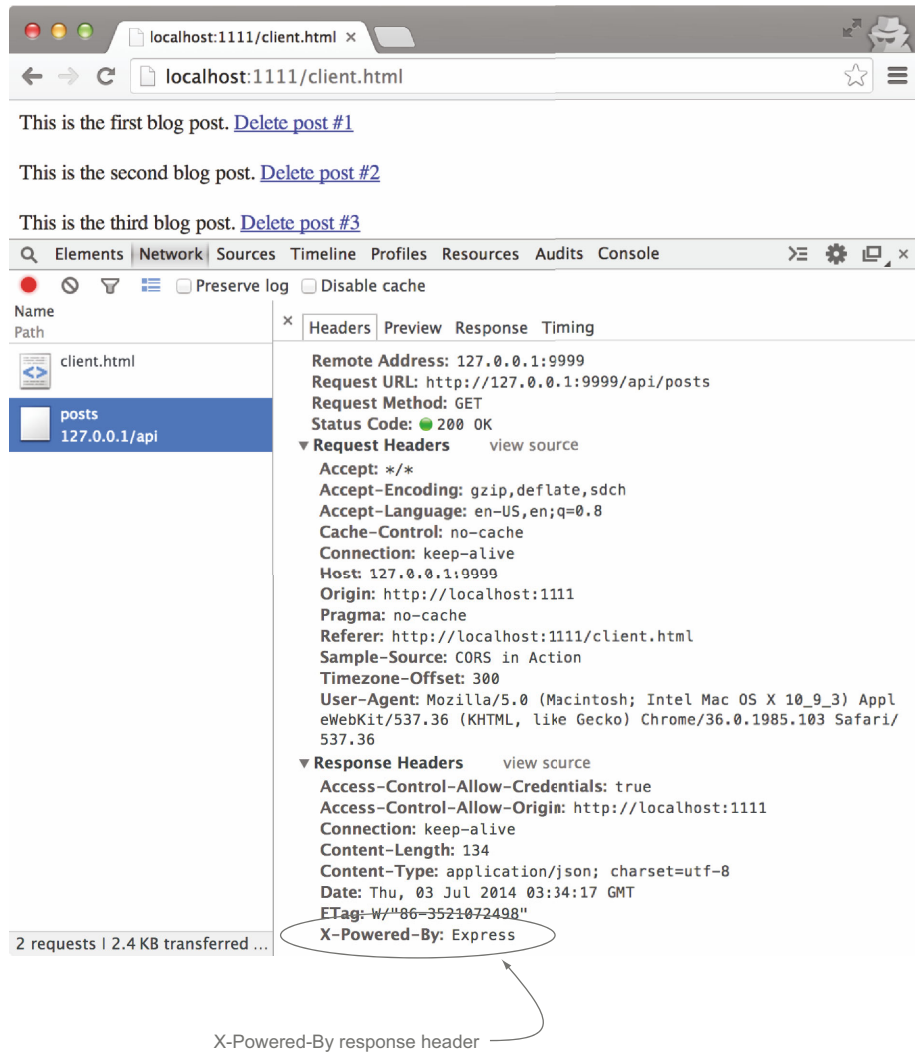 localhost:1111/client.html ×
localhost:1111/client.html
This is the first blog post. Delete post #1
This is the second blog post. Delete post #2
This is the third blog post. Delete post #3
Elements Network Sources Timeline Profiles Resources Audits Console
Preserve log Disable cache
Name
Path
client.html
posts
127.0.0.1/api
× Headers Preview Response Timing
Remote Address: 127.0.0.1:9999
Request URL: http://127.0.0.1:9999/api/posts
Request Method: GET
Status Code: 200 OK
Request Headers view source
Accept: */*
Accept-Encoding: gzip,deflate,sdch
Accept-Language: en-US,en;q=0.8
Cache-Control: no-cache
Connection: keep-alive
Host: 127.0.0.1:9999
Origin: http://localhost:1111
Pragma: no-cache
Referer: http://localhost:1111/client.html
Sample-Source: CORS in Action
Timezone-Offset: 300
User-Agent: Mozilla/5.0 (Macintosh; Intel Mac OS X 10_9_3) Appl
eWebKit/537.36 (KHTML, like Gecko) Chrome/36.0.1985.103 Safari/
537.36
Response Headers view source
Access-Control-Allow-Credentials: true
Access-Control-Allow-Origin: http://localhost:1111
Connection: keep-alive
Content-Length: 134
Content-Type: application/json; charset=utf-8
Date: Thu, 03 Jul 2014 03:34:17 GMT
ETag: W/"86-3521072498"
X-Powered-By: Express
2 requests | 2.4 KB transferred ...
X-Powered-By response header